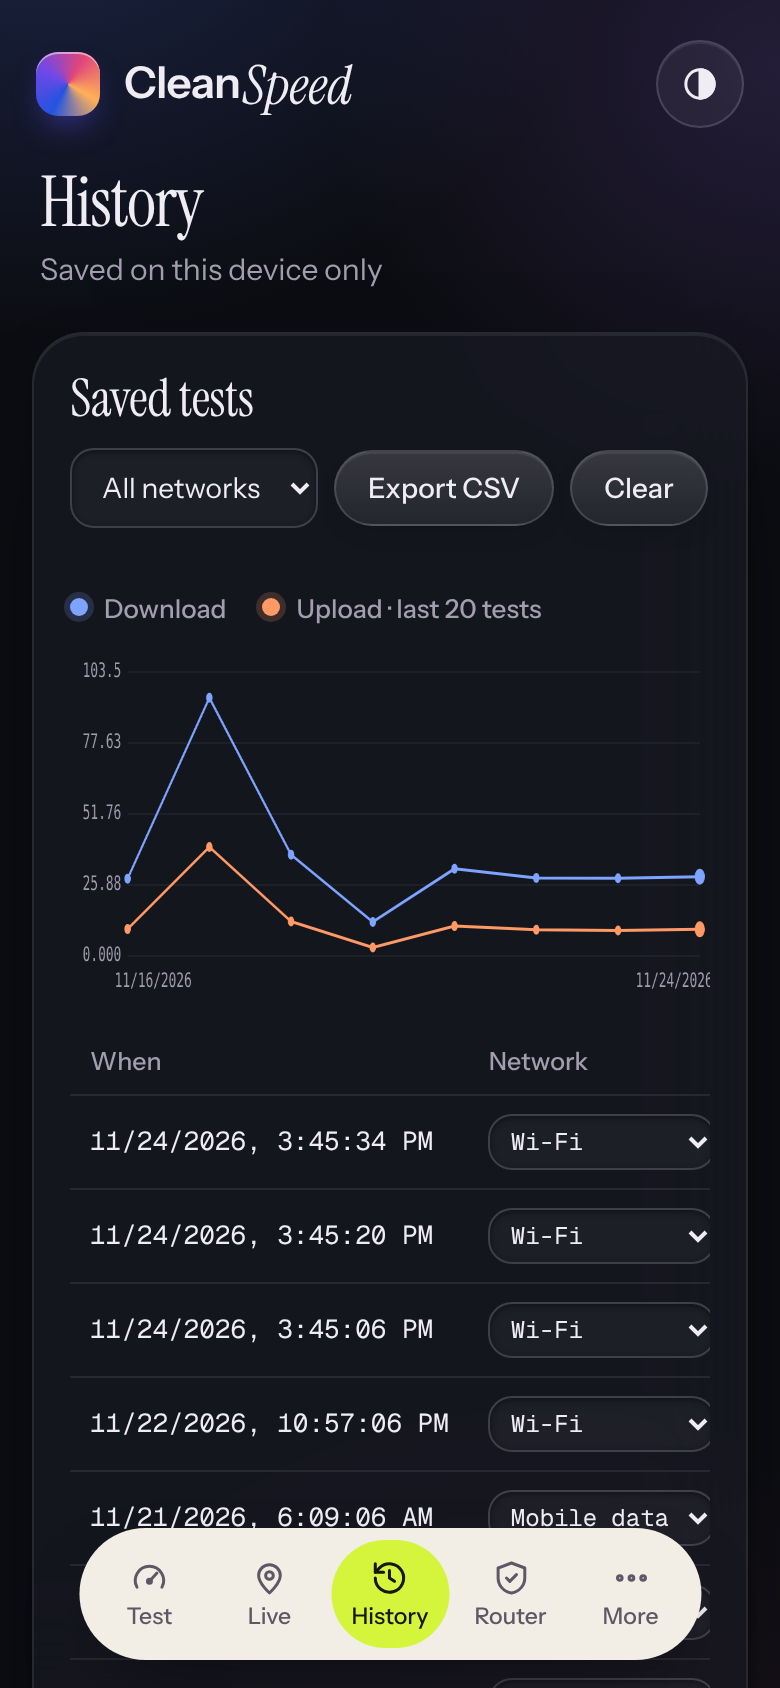 CleanSpeed
History
Saved on this device only
Saved tests
All networks
Export CSV
Clear
Download
Upload · last 20 tests
103.5
77.63
51.76
25.88
0.000
11/16/2026
11/24/2026
When
Network
11/24/2026, 3:45:34 PM
Wi-Fi
11/24/2026, 3:45:20 PM
Wi-Fi
11/24/2026, 3:45:06 PM
Wi-Fi
11/22/2026, 10:57:06 PM
Wi-Fi
11/21/2026, 6:09:06 AM
Mobile data
Test
Live
History
Router
More